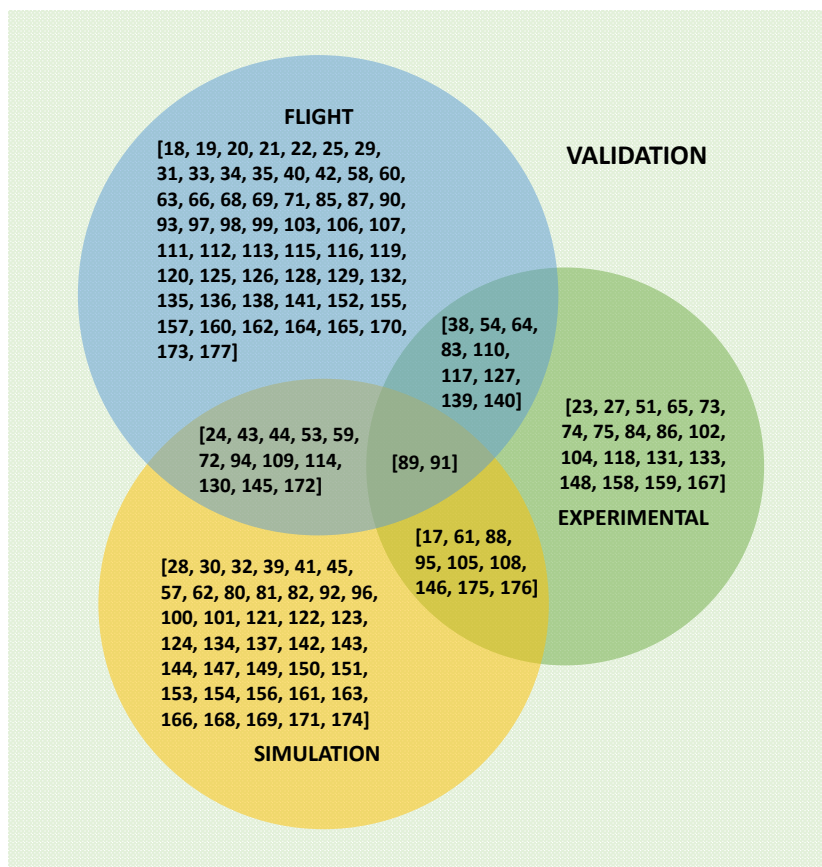 FLIGHT
[18, 19, 20, 21, 22, 25, 29,
31, 33, 34, 35, 40, 42, 58, 60,
63, 66, 68, 69, 71, 85, 87, 90,
93, 97, 98, 99, 103, 106, 107,
111, 112, 113, 115, 116, 119,
120, 125, 126, 128, 129, 132,
135, 136, 138, 141, 152, 155,
157, 160, 162, 164, 165, 170,
173, 177]
VALIDATION
[38, 54, 64,
83, 110,
117, 127,
139, 140]
[23, 27, 51, 65, 73,
74, 75, 84, 86, 102,
104, 118, 131, 133,
148, 158, 159, 167]
EXPERIMENTAL
[24, 43, 44, 53, 59,
72, 94, 109, 114,
130, 145, 172]
[89, 91]
[17, 61, 88,
95, 105, 108,
146, 175, 176]
[28, 30, 32, 39, 41, 45,
57, 62, 80, 81, 82, 92, 96,
100, 101, 121, 122, 123,
124, 134, 137, 142, 143,
144, 147, 149, 150, 151,
153, 154, 156, 161, 163,
166, 168, 169, 171, 174]
SIMULATION